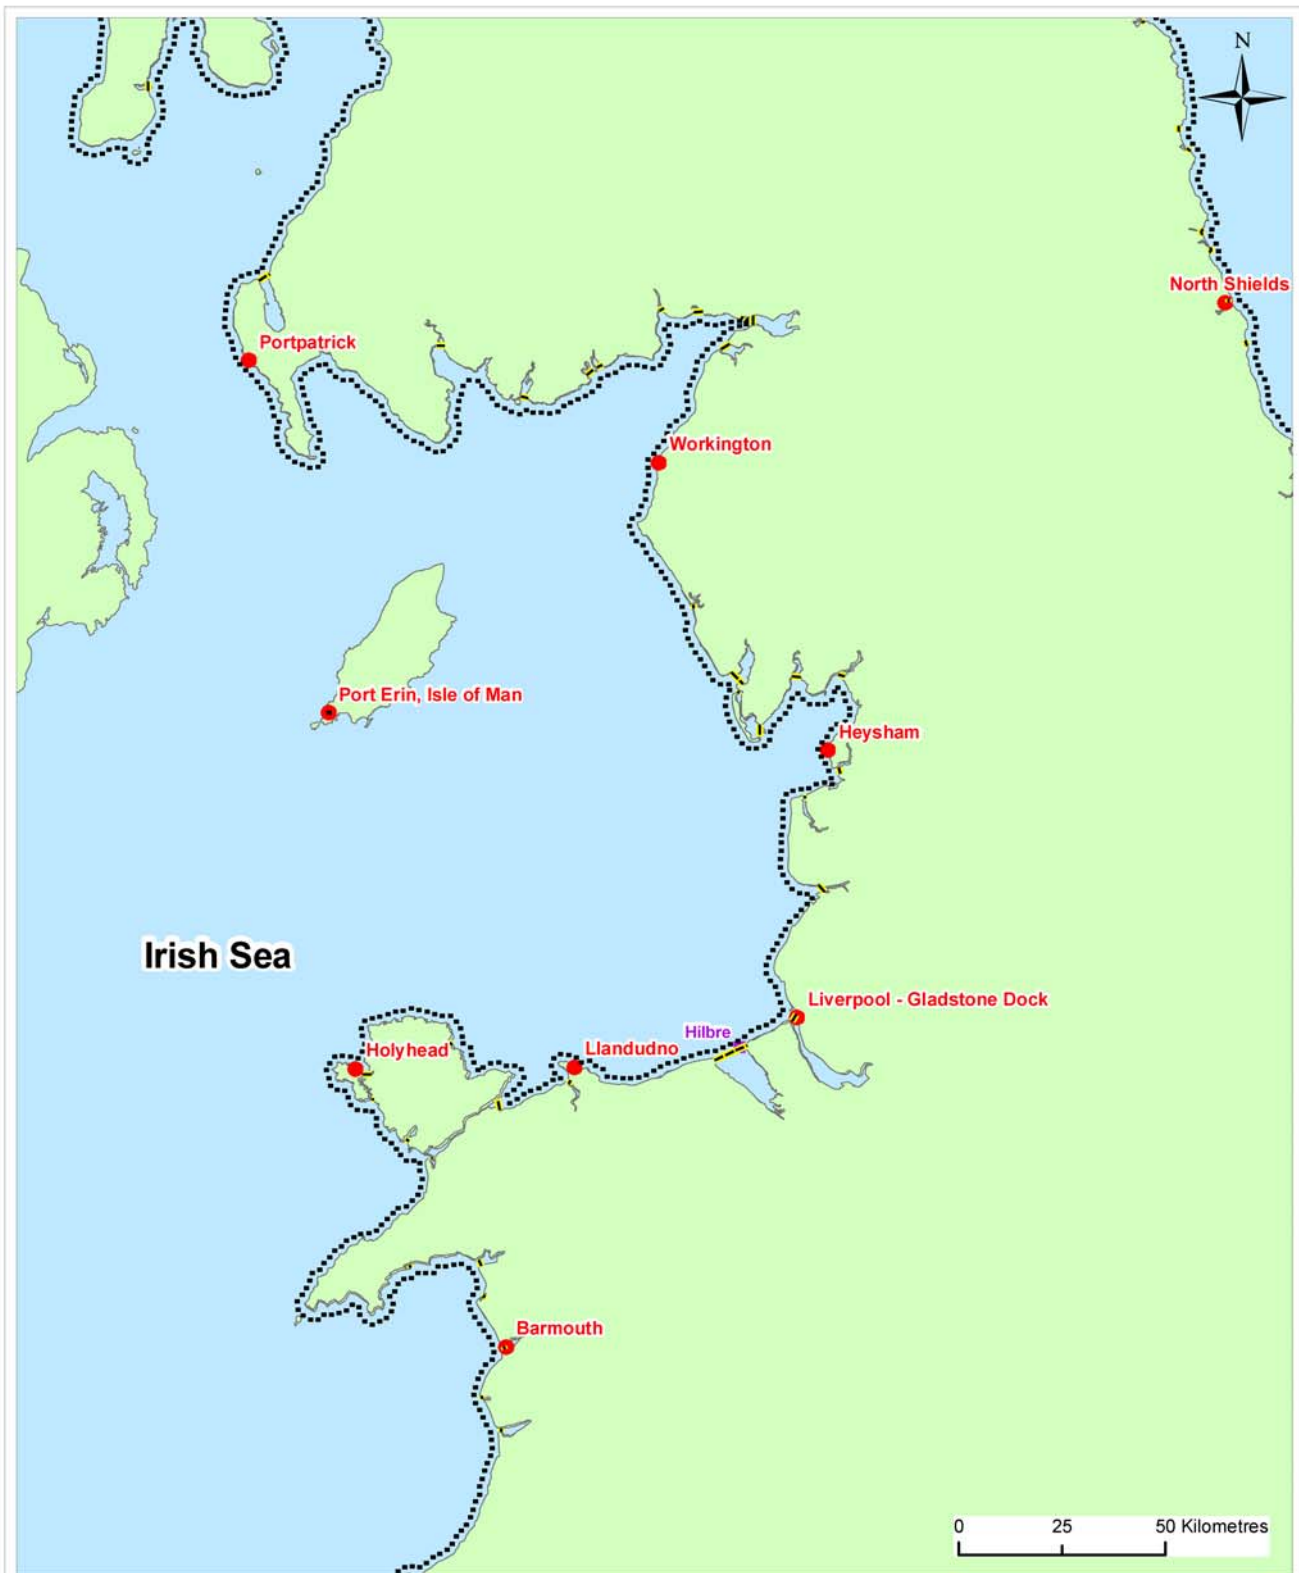 N
North Shields
Portpatrick
Workington
Port Erin, Isle of Man
Heysham
Irish Sea
Liverpool - Gladstone Dock
Hilbre
Llandudno
Holyhead
Barmouth
0 25 50 Kilometres